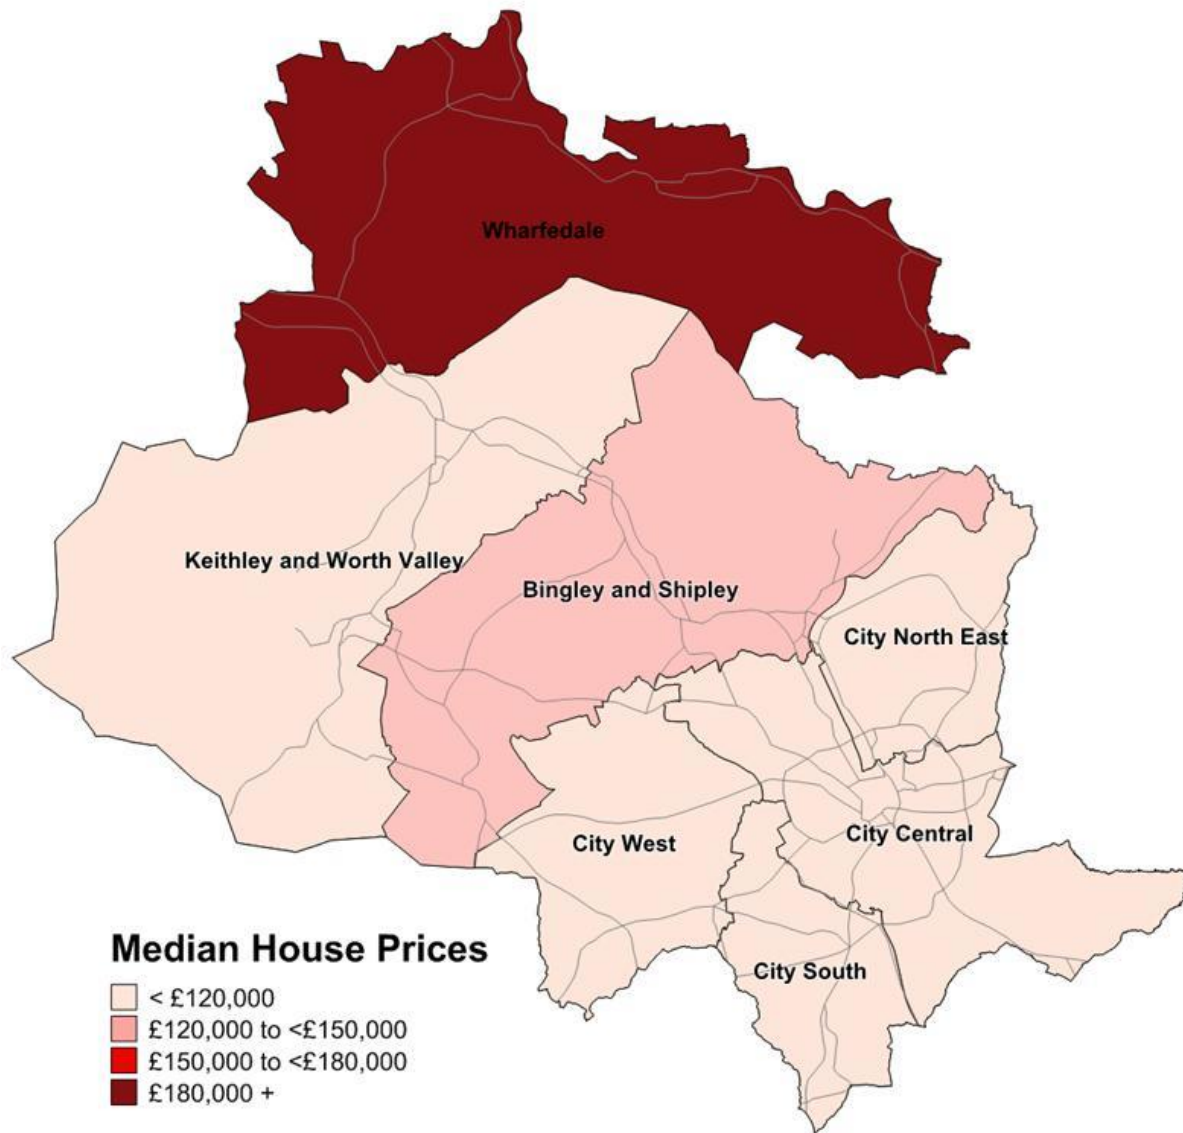 Wharfedale
Keithley and Worth Valley
Bingley and Shipley
City North East
City West
City Central
City South
Median House Prices
< £120,000
£120,000 to <£150,000
£150,000 to <£180,000
£180,000 +